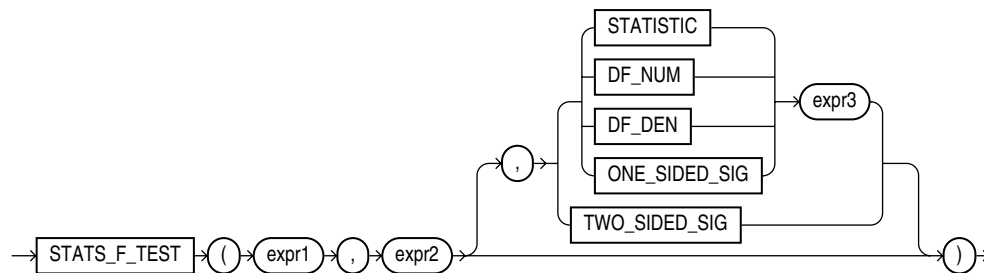 STATISTIC
DF_NUM
expr3
DF_DEN
,
ONE_SIDED_SIG
TWO_SIDED_SIG
STATS_F_TEST ( expr1 , expr2 )